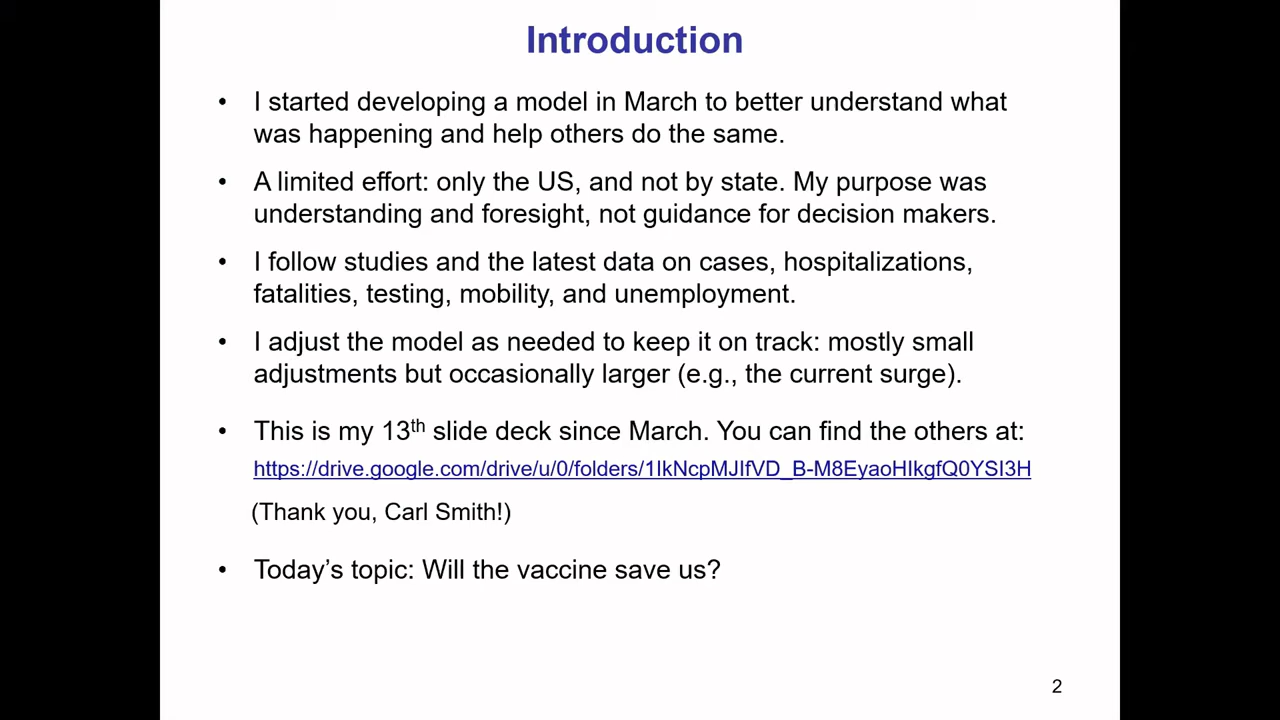 Introduction
• I started developing a model in March to better understand what
was happening and help others do the same.
• A limited effort: only the US, and not by state. My purpose was
understanding and foresight, not guidance for decision makers.
• I follow studies and the latest data on cases, hospitalizations,
fatalities, testing, mobility, and unemployment.
• I adjust the model as needed to keep it on track: mostly small
adjustments but occasionally larger (e.g., the current surge).
• This is my 13th slide deck since March. You can find the others at:
https://drive.google.com/drive/u/0/folders/1IkNcpMJIfVD_B-M8EyaoHIkgfQ0YSI3H
(Thank you, Carl Smith!)
• Today’s topic: Will the vaccine save us?
2